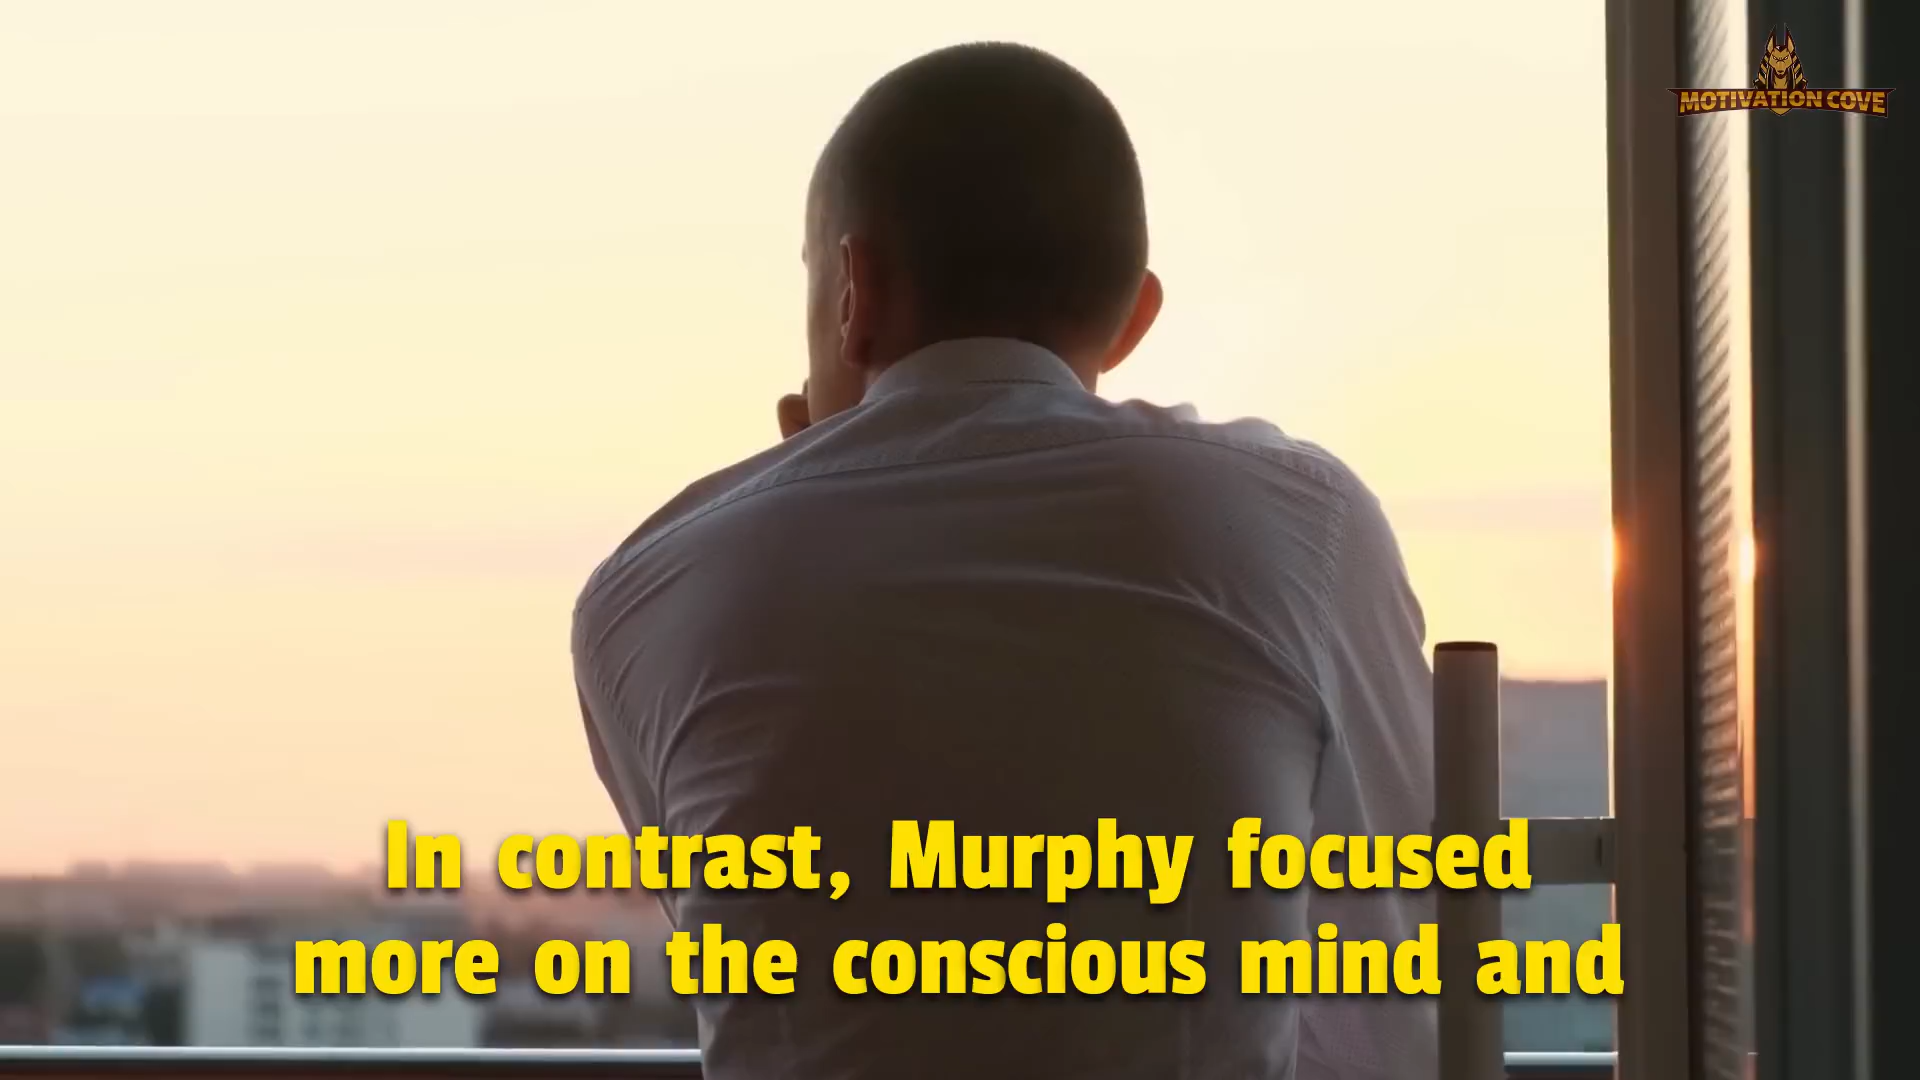 MOTIVATION COVE
In contrast, Murphy focused
more on the conscious mind and